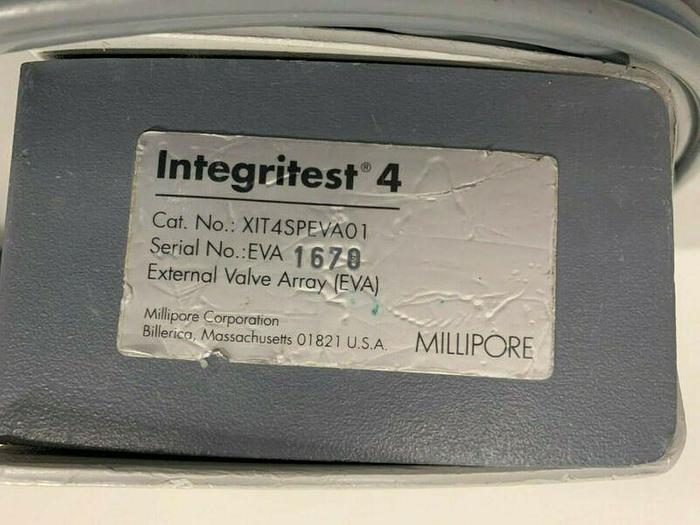 Integritest® 4
Cat. No.: XIT4SPEVA01
Serial No.:EVA 1670
External Valve Array (EVA)
Millipore Corporation
Billerica, Massachusetts 01821 U.S.A.
MILLIPORE